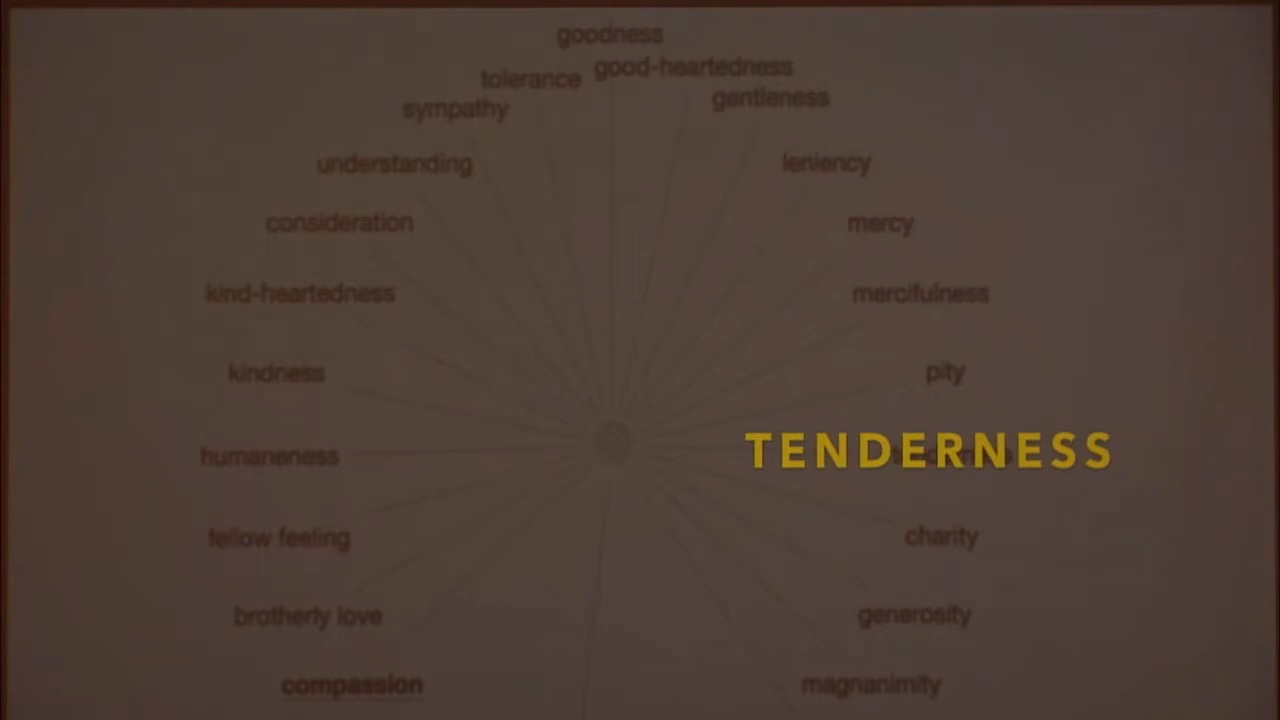 goodness
tolerance
good-heartedness
sympathy
gentleness
understanding
leniency
consideration
mercy
kind-heartedness
mercifulness
kindness
pity
humaneness
TENDERNESS
fellow feeling
charity
brotherly love
generosity
compassion
magnanimity